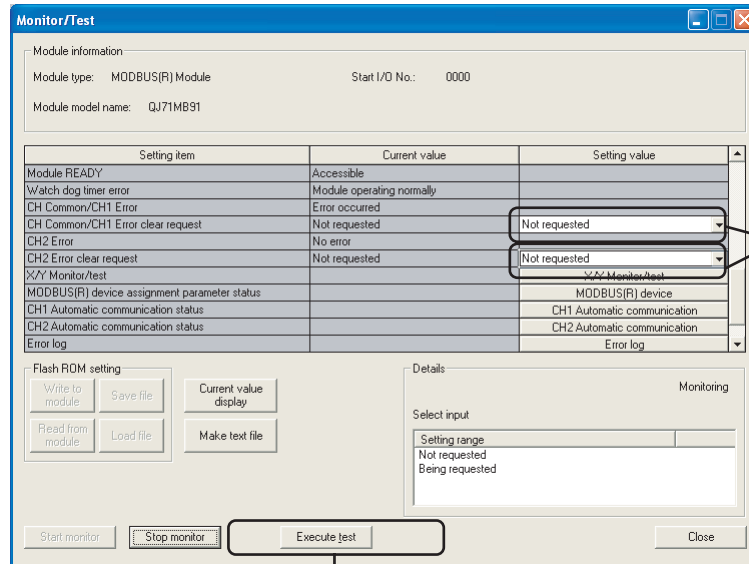 Monitor/Test
Module information
Module type: MODBUS(R) Module Start I/O No.: 0000
Module model name: QJ71MB91
Setting item Current value Setting value
Module READY Accessible
Watch dog timer error Module operating normally
CH Common/CH1 Error Error occurred
CH Common/CH1 Error clear request Not requested Not requested
CH2 Error No error
CH2 Error clear request Not requested Not requested
X/Y Monitor/test X/Y Monitor/test
MODBUS(R) device assignment parameter status MODBUS(R) device
CH1 Automatic communication status CH1 Automatic communication
CH2 Automatic communication status CH2 Automatic communication
Error log Error log
Flash ROM setting
Write to
module
Save file
Current value
display
Read from
module
Load file
Make text file
Details
Monitoring
Select input
Setting range
Not requested
Being requested
Start monitor Stop monitor Execute test Close